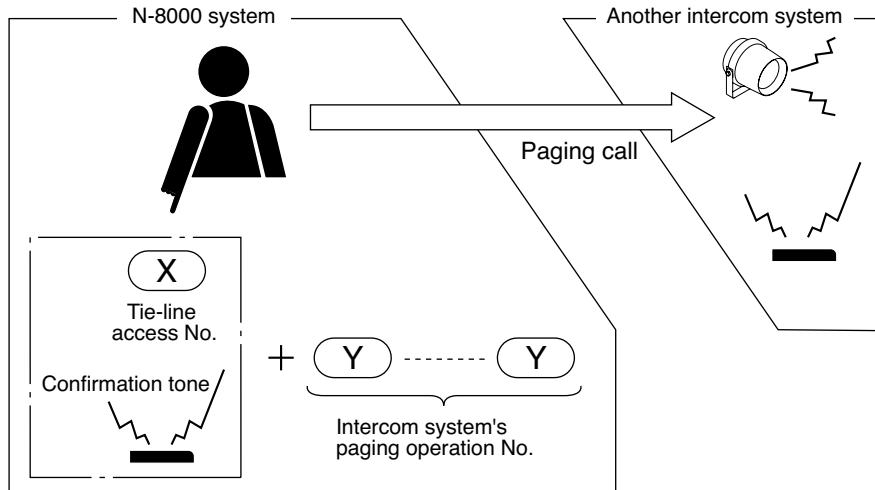 N-8000 system
Another intercom system
Paging call
X
Tie-line
access No.
+
Y -------- Y
Confirmation tone
Intercom system's
paging operation No.